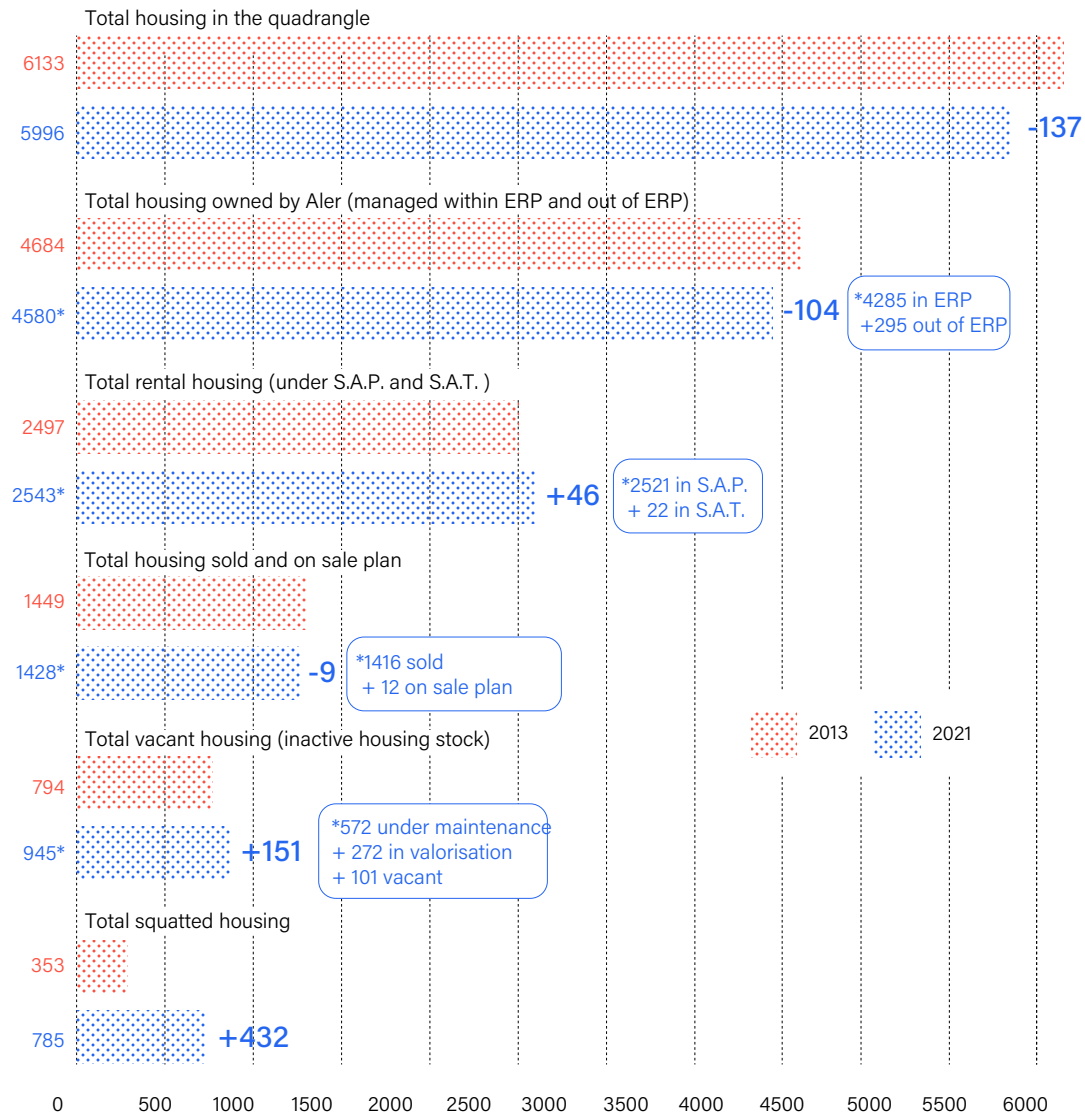 Total housing in the quadrangle
6133
5996
-137
Total housing owned by Aler (managed within ERP and out of ERP)
4684
4580*
-104
*4285 in ERP
+295 out of ERP
Total rental housing (under S.A.P. and S.A.T. )
2497
2543*
+46
*2521 in S.A.P.
+ 22 in S.A.T.
Total housing sold and on sale plan
1449
1428*
-9
*1416 sold
+ 12 on sale plan
2013
2021
Total vacant housing (inactive housing stock)
794
945*
+151
*572 under maintenance
+ 272 in valorisation
+ 101 vacant
Total squatted housing
353
785
+432
0 500 1000 1500 2000 2500 3000 3500 4000 4500 5000 5500 6000